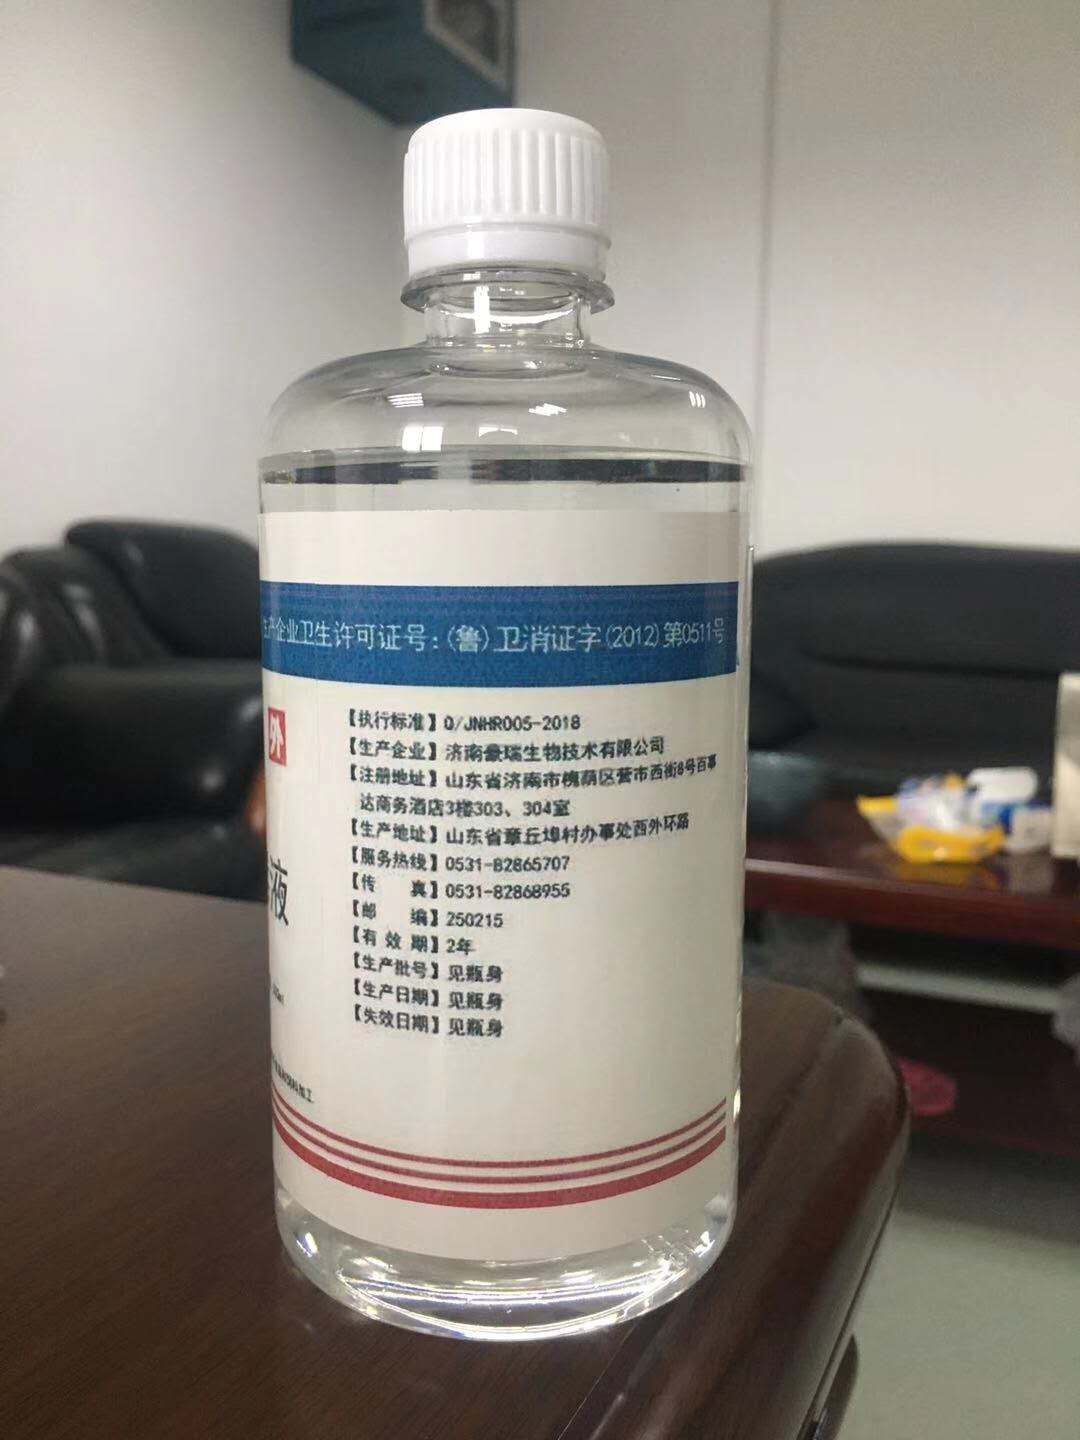 生产企业卫生许可证号:(鲁)卫消证字(2012)第0511号
外
液
【执行标准】Q/JNHR005-2018
【生产企业】济南豪瑞生物技术有限公司
【注册地址】山东省济南市槐荫区营市西街8号百事
达商务酒店3楼303、304室
【生产地址】山东省章丘埠村办事处西外环路
【服务热线】0531-82865707
【传 真】0531-82868955
【邮 编】250215
【有 效 期】2年
【生产批号】见瓶身
【生产日期】见瓶身
【失效日期】见瓶身